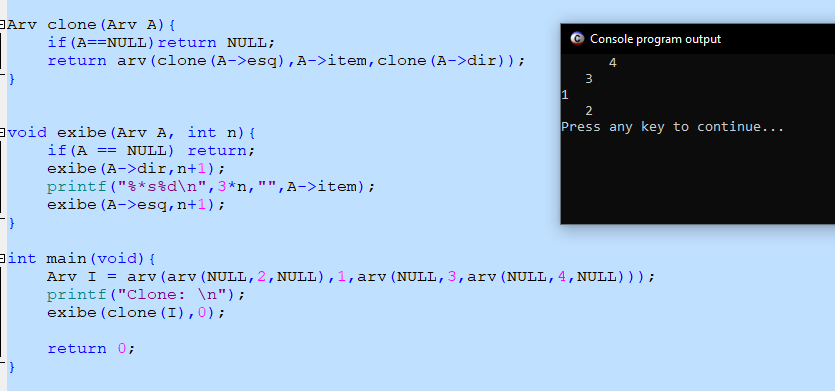 Arv clone(Arv A){
    if(A==NULL)return NULL;
    return arv(clone(A->esq),A->item,clone(A->dir));
}
void exibe(Arv A, int n){
    if(A == NULL) return;
    exibe(A->dir,n+1);
    printf("%*s%d\n",3*n,"",A->item);
    exibe(A->esq,n+1);
}
int main(void){
    Arv I = arv(arv(NULL,2,NULL),1,arv(NULL,3,arv(NULL,4,NULL)));
    printf("Clone: \n");
    exibe(clone(I),0);
    return 0;
}
Console program output
      4
   3
1
   2
Press any key to continue...